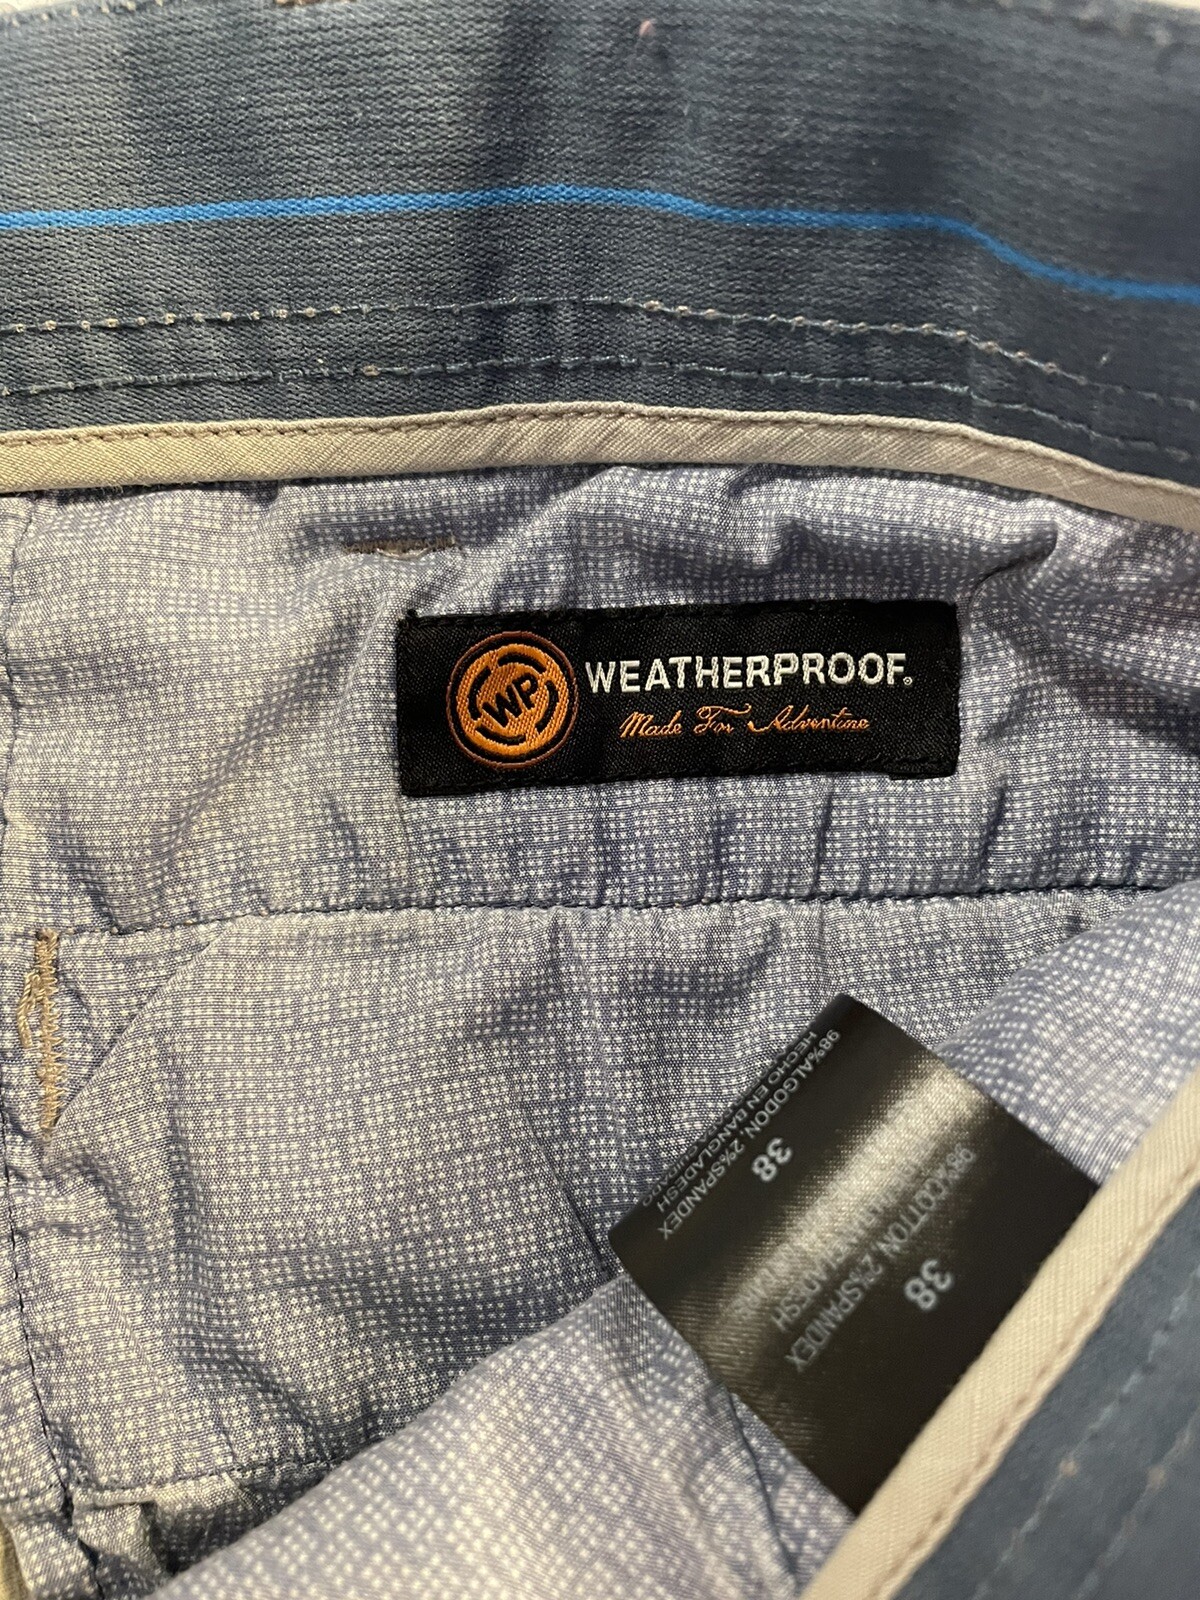 WP
WEATHERPROOF®
Made For Adventure
38
98%COTTON, 2%SPANDEX
38
98%ALGODON, 2%SPANDEX
HECHO EN BANGLADESH